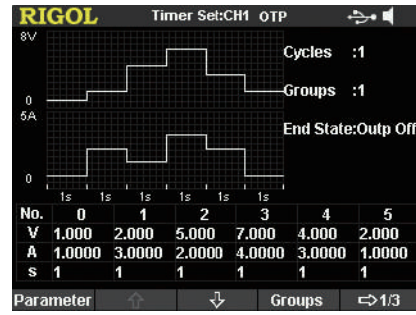 RIGOL Timer Set:CH1 OTP
8V
Cycles :1
0
Groups :1
5A
End State:Outp Off
0
1s 1s 1s 1s 1s 1s
No. 0 1 2 3 4 5
V 1.000 2.000 5.000 7.000 4.000 2.000
A 1.0000 3.0000 2.0000 4.0000 3.0000 1.0000
s 1 1 1 1 1 1
Parameter Groups 1/3